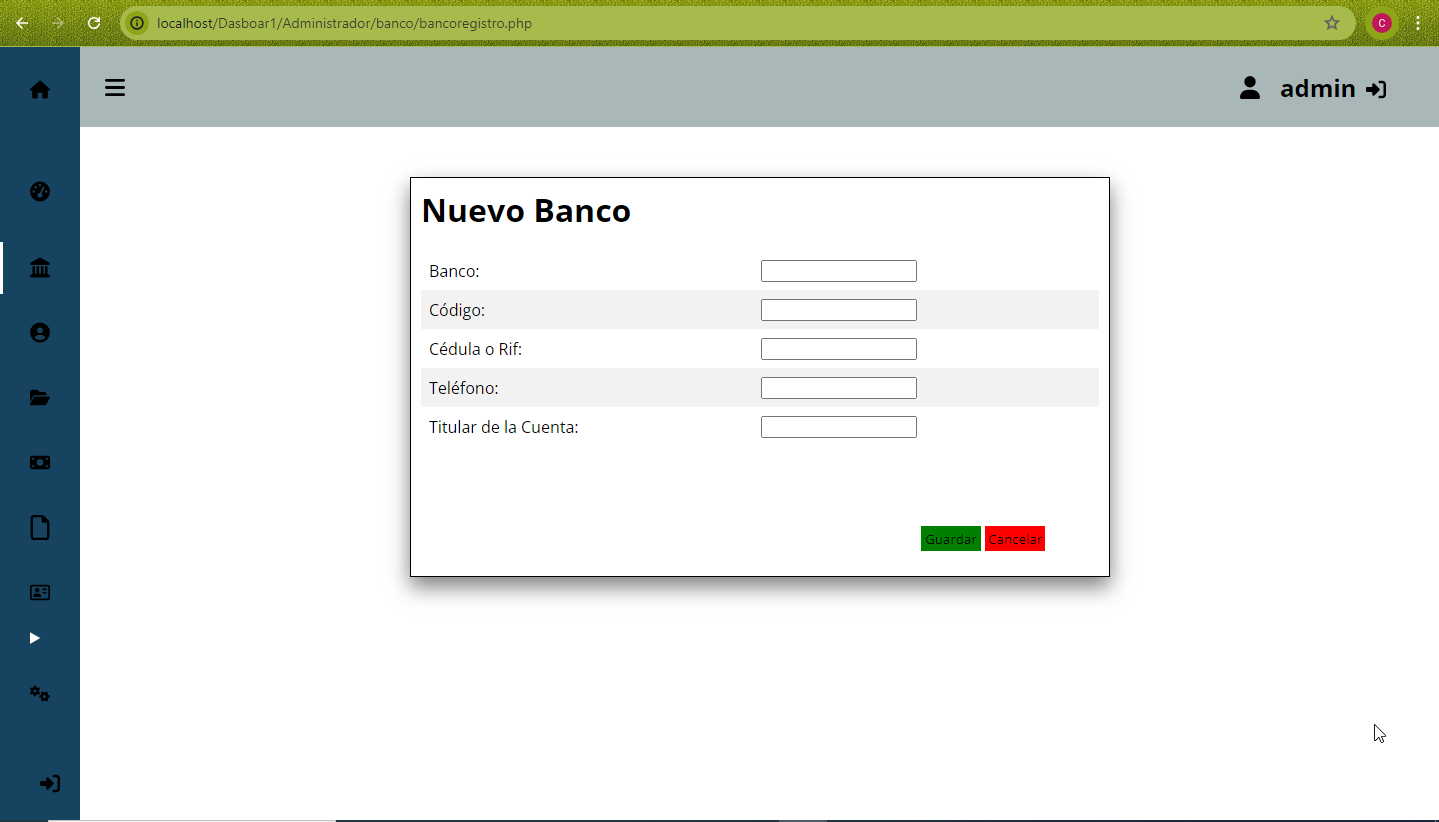 localhost/Dasboar1/Administrador/banco/bancoregistro.php
C
admin
Nuevo Banco
Banco:
Código:
Cédula o Rif:
Teléfono:
Titular de la Cuenta:
Guardar Cancelar